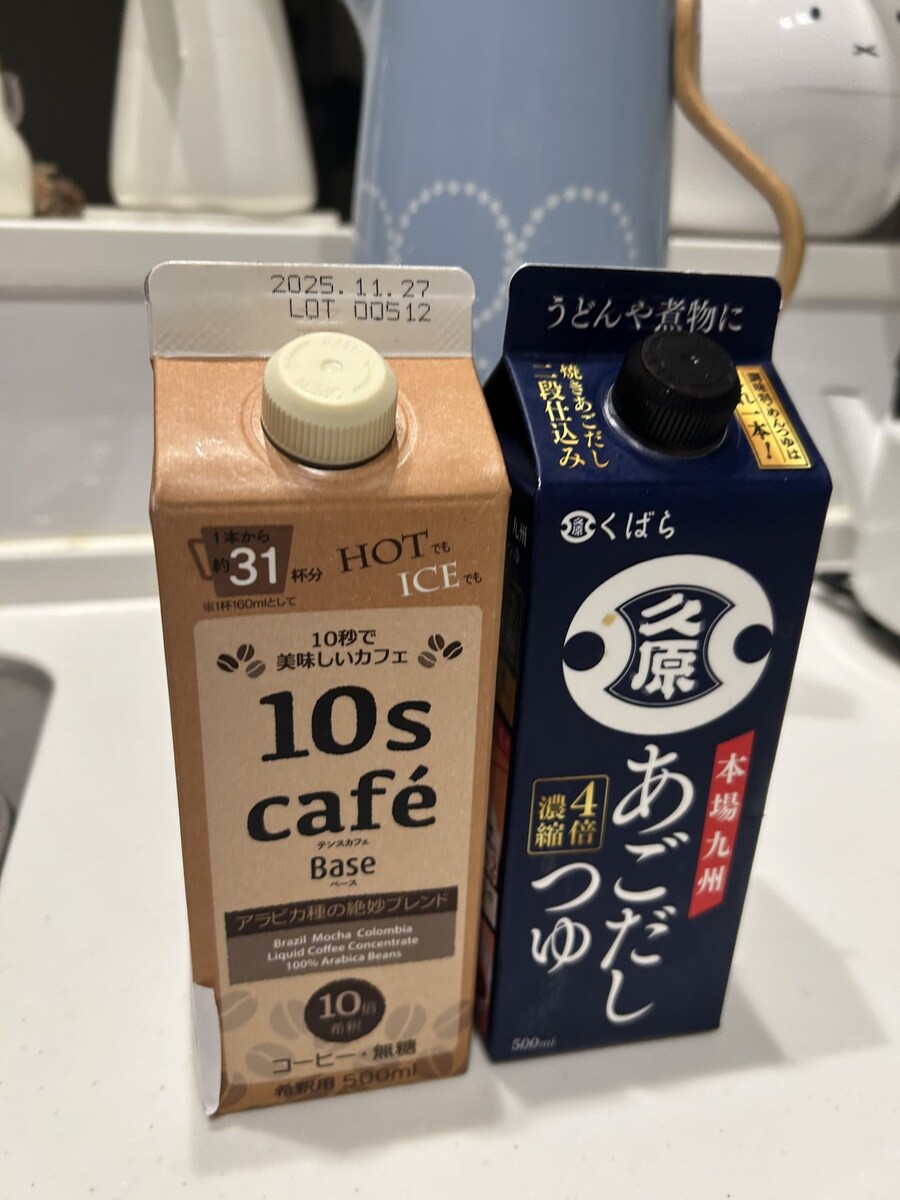 2025.11.27
LOT 00512
1本から
約31杯分
HOTでも
ICEでも
※1杯160mlとして
10秒で
美味しいカフェ
10s
café
テンスカフェ
Base
ベース
アラビカ種の絶妙ブレンド
Brazil Mocha Colombia
Liquid Coffee Concentrate
100% Arabica Beans
10倍
希釈
コーヒー・無糖
希釈用 500ml
うどんや煮物に
焼きあごだし
二段仕込み
一本!
くばら
久原
本場九州
あごだし
つゆ
4倍
濃縮
500ml